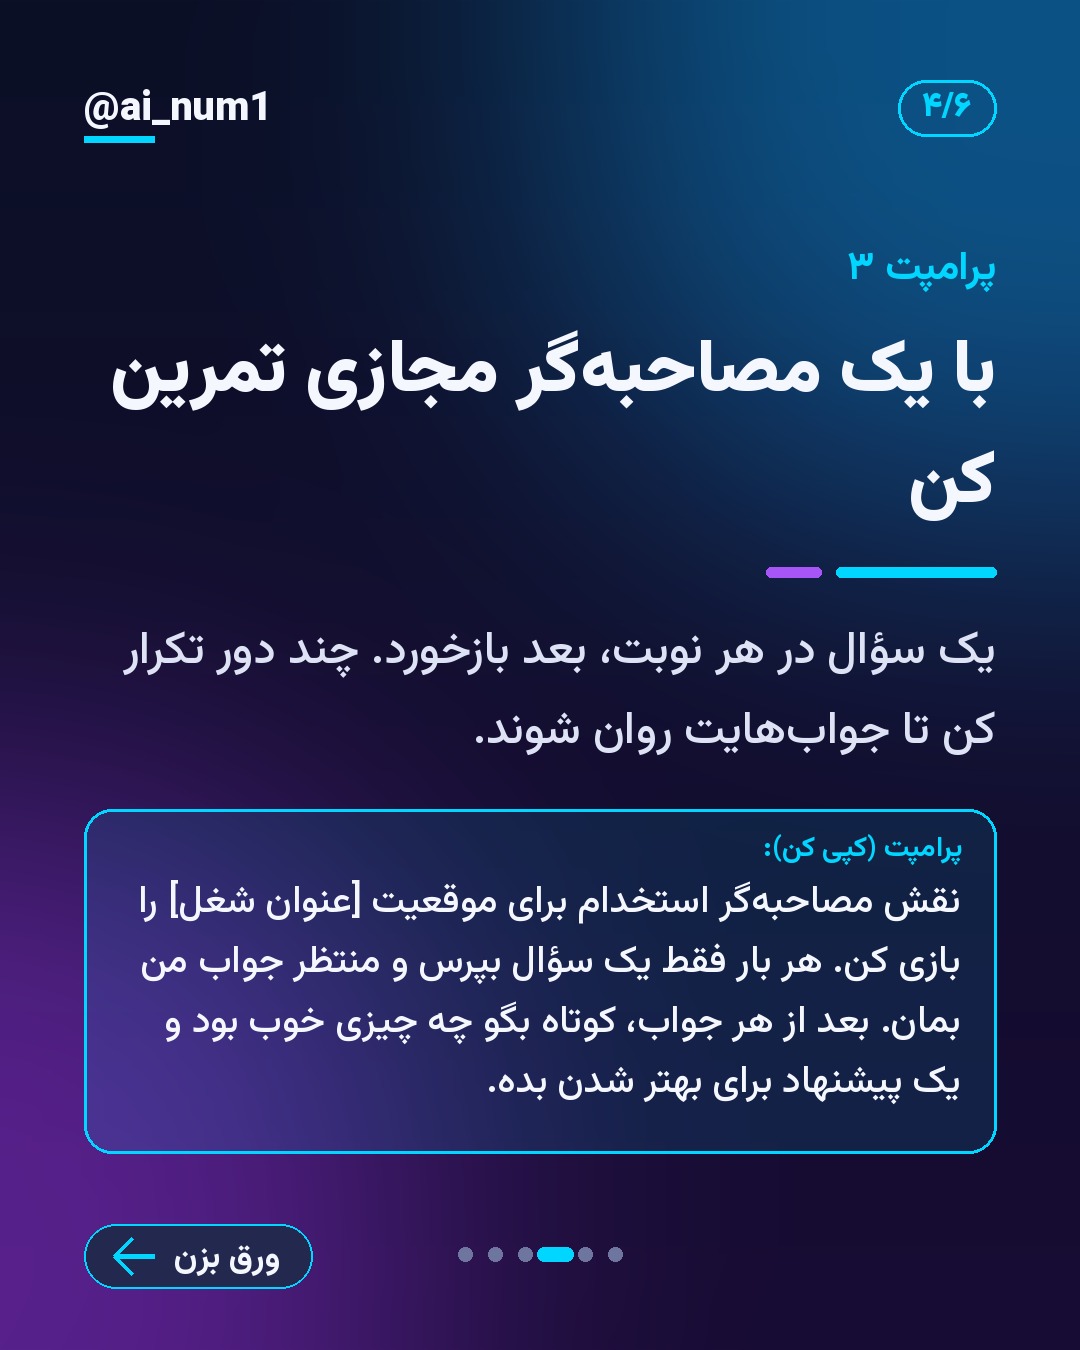 @ai_num1
۴/۶
پرامپت ۳
با یک مصاحبه‌گر مجازی تمرین
کن
یک سؤال در هر نوبت، بعد بازخورد. چند دور تکرار
کن تا جواب‌هایت روان شوند.
پرامپت (کپی کن):
نقش مصاحبه‌گر استخدام برای موقعیت [عنوان شغل] را
بازی کن. هر بار فقط یک سؤال بپرس و منتظر جواب من
بمان. بعد از هر جواب، کوتاه بگو چه چیزی خوب بود و
یک پیشنهاد برای بهتر شدن بده.
ورق بزن